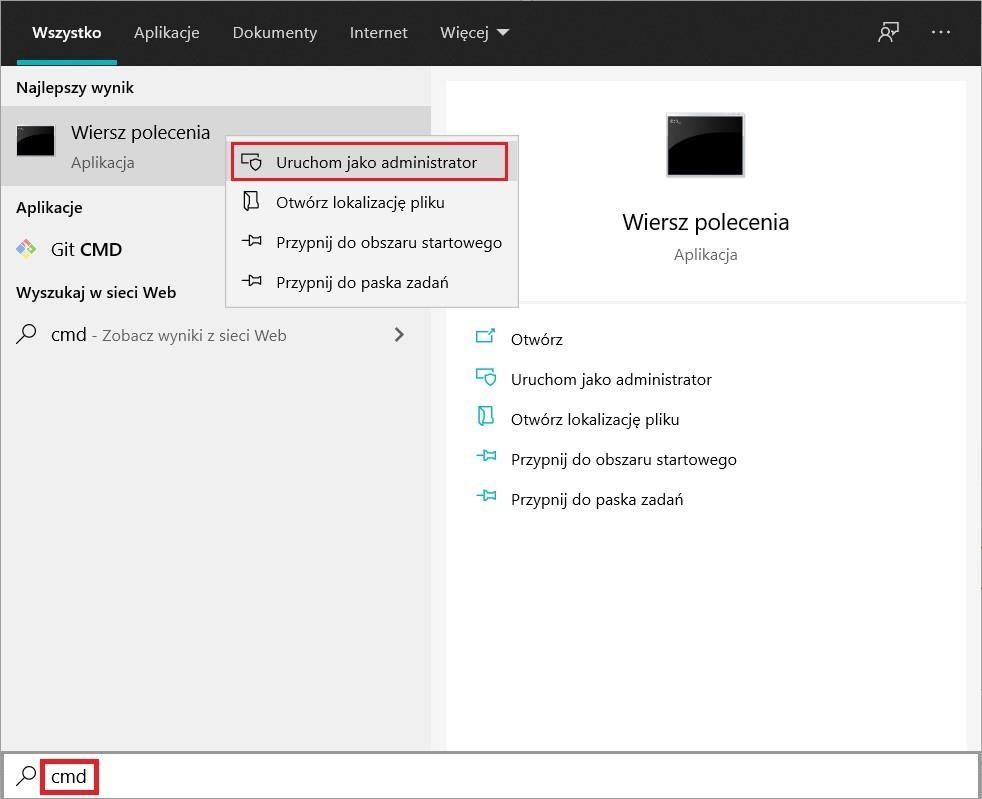 Wszystko Aplikacje Dokumenty Internet Więcej
Najlepszy wynik
Wiersz polecenia
Aplikacja
Uruchom jako administrator
Otwórz lokalizację pliku
Przypnij do obszaru startowego
Przypnij do paska zadań
Aplikacje
Git CMD
Wyszukaj w sieci Web
cmd - Zobacz wyniki z sieci Web
Wiersz polecenia
Aplikacja
Otwórz
Uruchom jako administrator
Otwórz lokalizację pliku
Przypnij do obszaru startowego
Przypnij do paska zadań
cmd